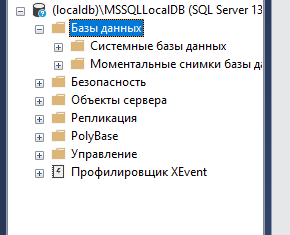 (localdb)\MSSQLLocalDB (SQL Server 13
Базы данных
Системные базы данных
Моментальные снимки базы да
Безопасность
Объекты сервера
Репликация
PolyBase
Управление
Профилировщик XEvent